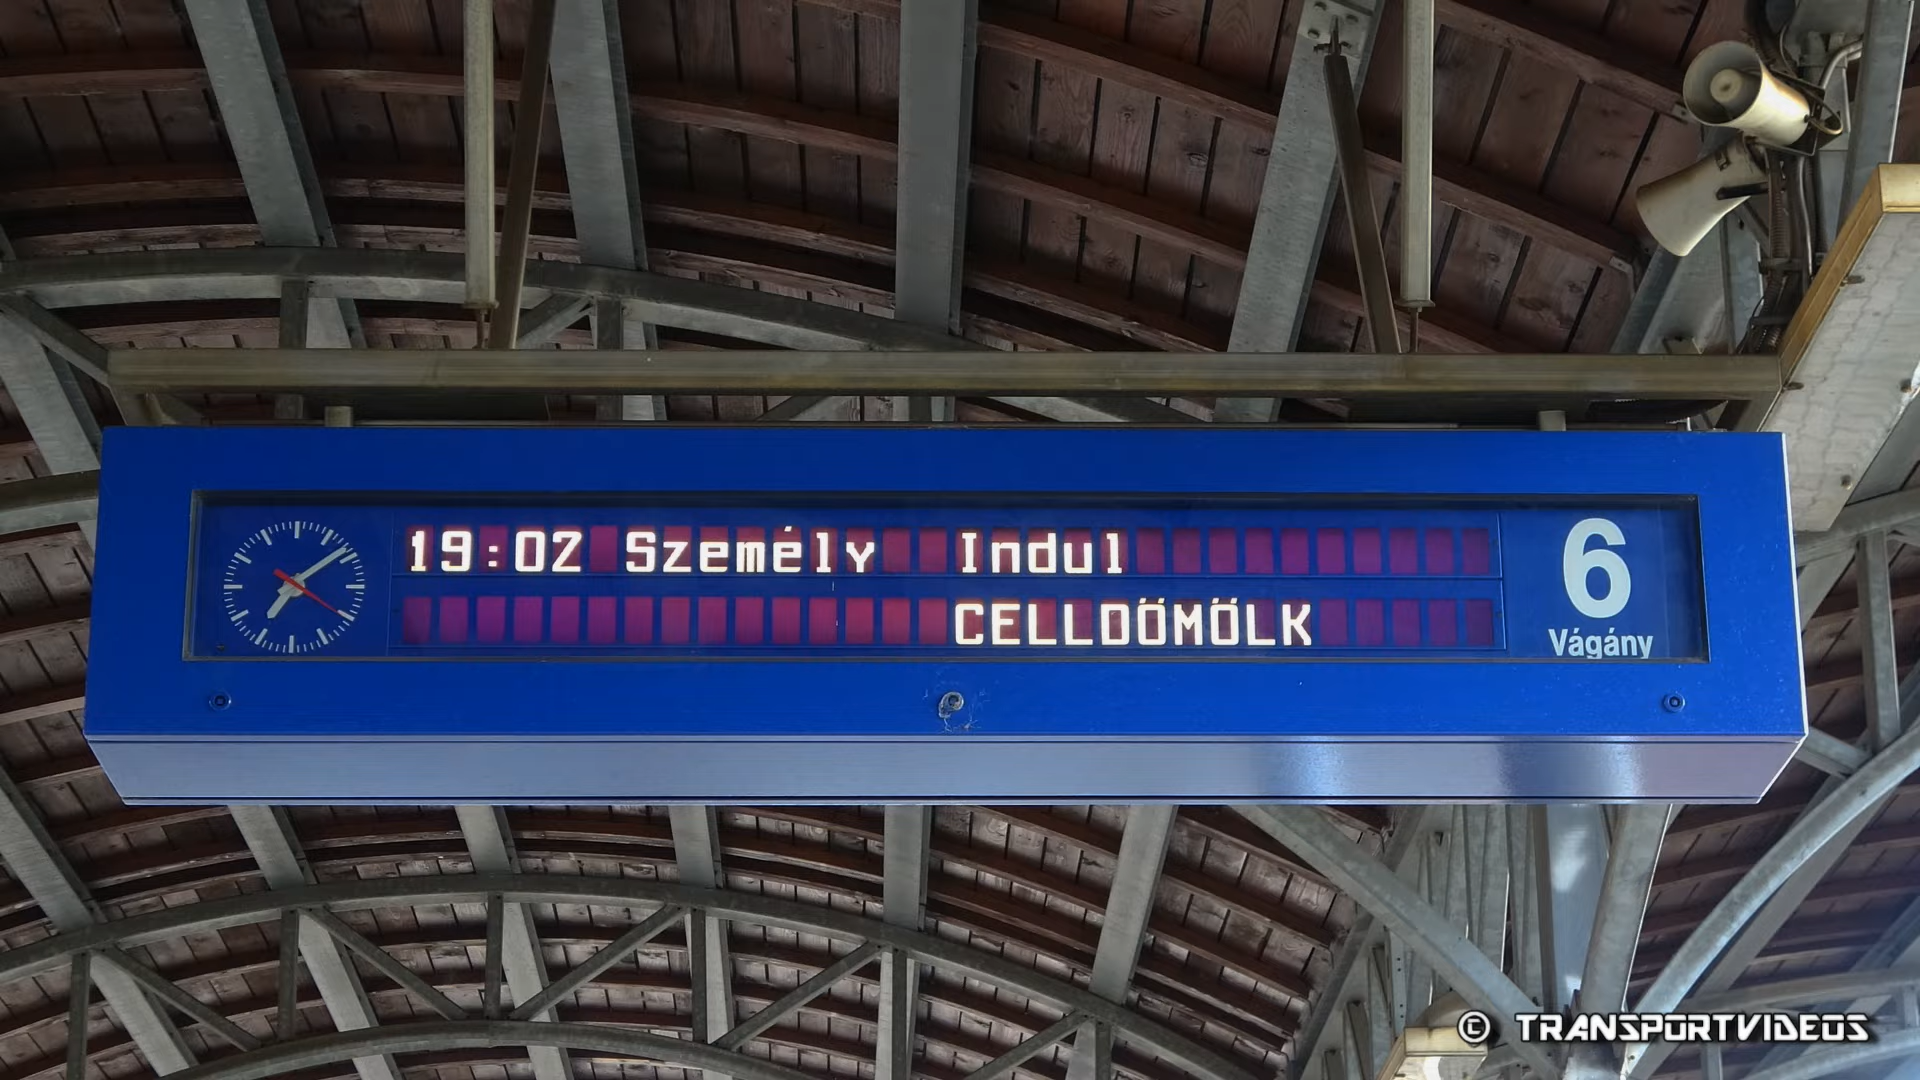 19:02 Személy Indul
CELLDÖMÖLK
6
Vágány
© TRANSPORTVIDEOS